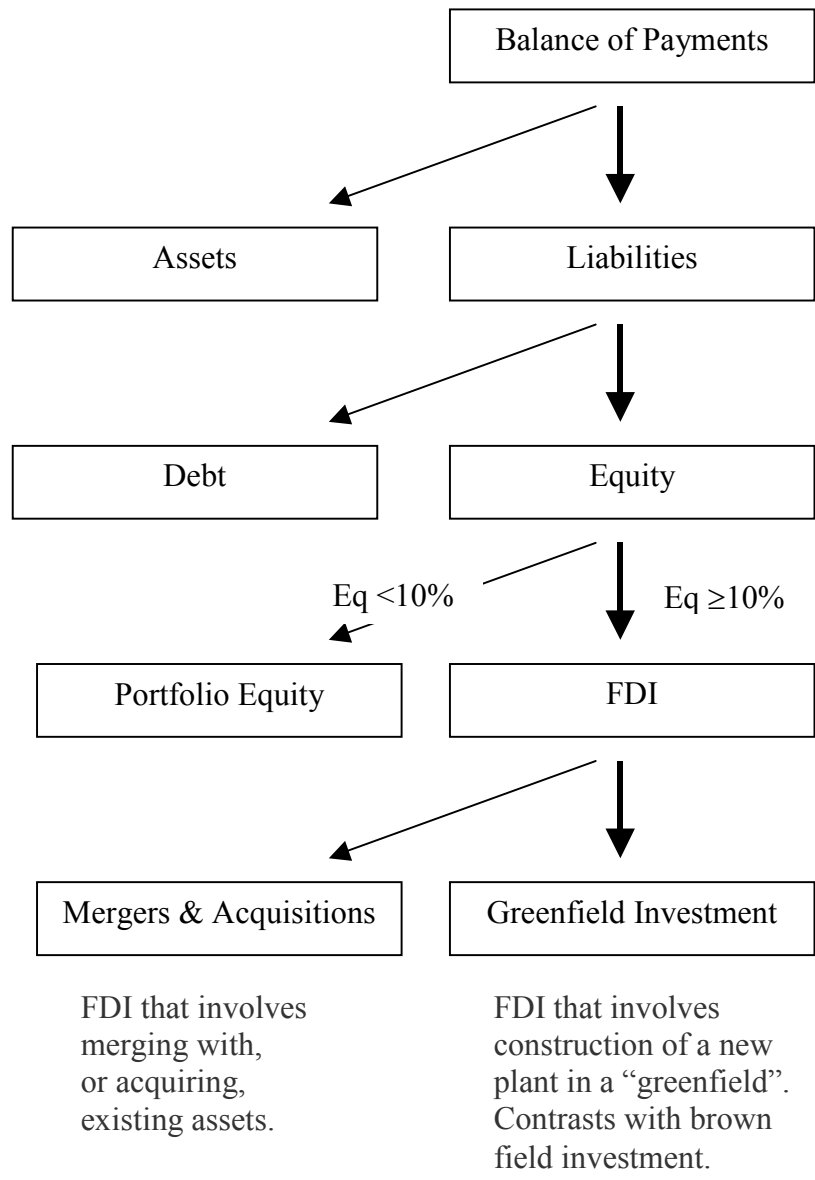 Balance of Payments
Assets
Liabilities
Debt
Equity
Eq <10%
Eq ≥10%
Portfolio Equity
FDI
Mergers & Acquisitions
Greenfield Investment
FDI that involves
merging with,
or acquiring,
existing assets.
FDI that involves
construction of a new
plant in a “greenfield”.
Contrasts with brown
field investment.